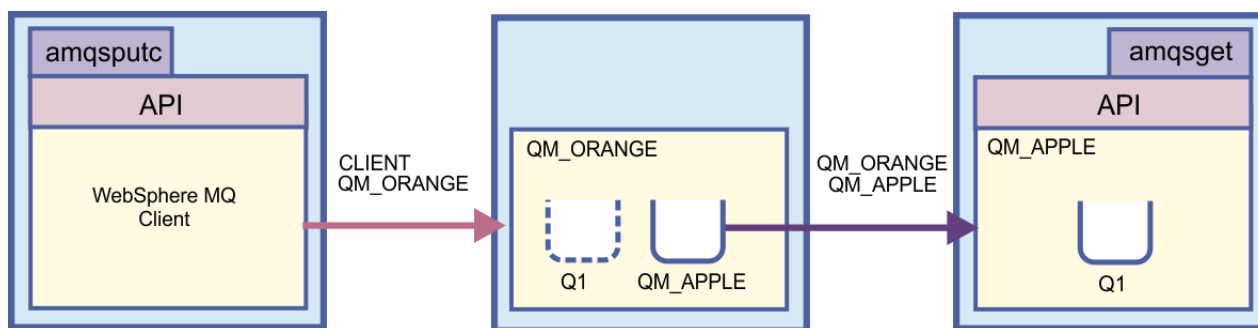 amqsputc
API
WebSphere MQ
Client
CLIENT
QM_ORANGE
QM_ORANGE
Q1
QM_APPLE
QM_ORANGE
QM_APPLE
amqsget
API
QM_APPLE
Q1